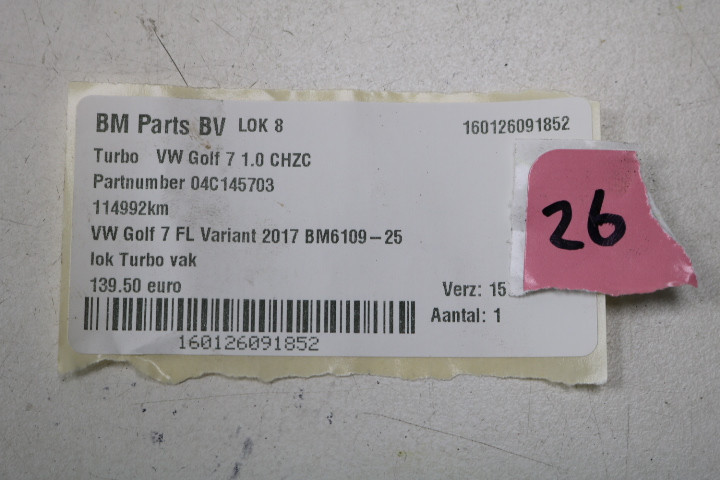 BM Parts BV LOK 8 160126091852
Turbo VW Golf 7 1.0 CHZC
Partnumber 04C145703
114992km
VW Golf 7 FL Variant 2017 BM6109-25
lok Turbo vak
139.50 euro Verz: 15
Aantal: 1
160126091852
26